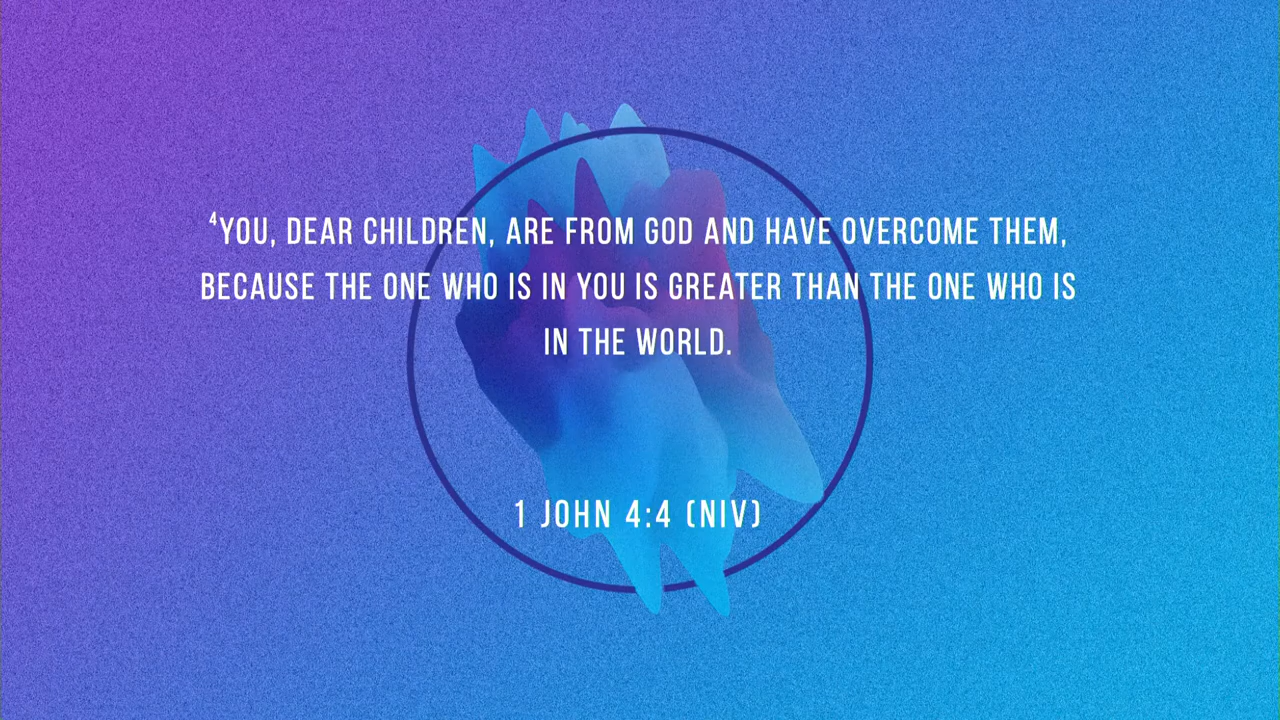 ⁴YOU, DEAR CHILDREN, ARE FROM GOD AND HAVE OVERCOME THEM,
BECAUSE THE ONE WHO IS IN YOU IS GREATER THAN THE ONE WHO IS
IN THE WORLD.
1 JOHN 4:4 (NIV)